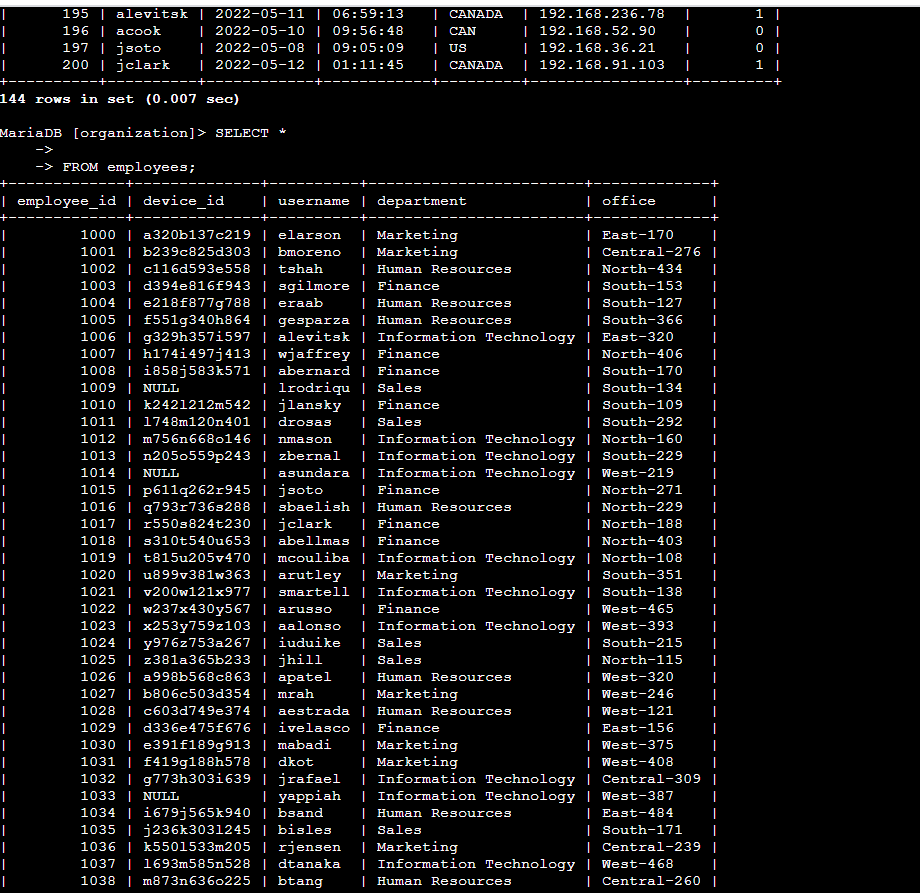 |      195 | alevitsk | 2022-05-11 | 06:59:13   | CANADA  | 192.168.236.78  |       1 |
|      196 | acook    | 2022-05-10 | 09:56:48   | CAN     | 192.168.52.90   |       0 |
|      197 | jsoto    | 2022-05-08 | 09:05:09   | US      | 192.168.36.21   |       0 |
|      200 | jclark   | 2022-05-12 | 01:11:45   | CANADA  | 192.168.91.103  |       1 |
+----------+----------+------------+------------+---------+-----------------+---------+
144 rows in set (0.007 sec)
MariaDB [organization]> SELECT *
    ->
    -> FROM employees;
+-------------+--------------+----------+------------------------+-------------+
| employee_id | device_id    | username | department             | office      |
+-------------+--------------+----------+------------------------+-------------+
|        1000 | a320b137c219 | elarson  | Marketing              | East-170    |
|        1001 | b239c825d303 | bmoreno  | Marketing              | Central-276 |
|        1002 | c116d593e558 | tshah    | Human Resources        | North-434   |
|        1003 | d394e816f943 | sgilmore | Finance                | South-153   |
|        1004 | e218f877g788 | eraab    | Human Resources        | South-127   |
|        1005 | f551g340h864 | gesparza | Human Resources        | South-366   |
|        1006 | g329h357i597 | alevitsk | Information Technology | East-320    |
|        1007 | h174i497j413 | wjaffrey | Finance                | North-406   |
|        1008 | i858j583k571 | abernard | Finance                | South-170   |
|        1009 | NULL         | lrodriqu | Sales                  | South-134   |
|        1010 | k242l212m542 | jlansky  | Finance                | South-109   |
|        1011 | l748m120n401 | drosas   | Sales                  | South-292   |
|        1012 | m756n668o146 | nmason   | Information Technology | North-160   |
|        1013 | n205o559p243 | zbernal  | Information Technology | South-229   |
|        1014 | NULL         | asundara | Information Technology | West-219    |
|        1015 | p611q262r945 | jsoto    | Finance                | North-271   |
|        1016 | q793r736s288 | sbaelish | Human Resources        | North-229   |
|        1017 | r550s824t230 | jclark   | Finance                | North-188   |
|        1018 | s310t540u653 | abellmas | Finance                | North-403   |
|        1019 | t815u205v470 | mcouliba | Information Technology | North-108   |
|        1020 | u899v381w363 | arutley  | Marketing              | South-351   |
|        1021 | v200w121x977 | smartell | Information Technology | South-138   |
|        1022 | w237x430y567 | arusso   | Finance                | West-465    |
|        1023 | x253y759z103 | aalonso  | Information Technology | West-393    |
|        1024 | y976z753a267 | iuduike  | Sales                  | South-215   |
|        1025 | z381a365b233 | jhill    | Sales                  | North-115   |
|        1026 | a998b568c863 | apatel   | Human Resources        | West-320    |
|        1027 | b806c503d354 | mrah     | Marketing              | West-246    |
|        1028 | c603d749e374 | aestrada | Human Resources        | West-121    |
|        1029 | d336e475f676 | ivelasco | Finance                | East-156    |
|        1030 | e391f189g913 | mabadi   | Marketing              | West-375    |
|        1031 | f419g188h578 | dkot     | Marketing              | West-408    |
|        1032 | g773h303i639 | jrafael  | Information Technology | Central-309 |
|        1033 | NULL         | yappiah  | Information Technology | West-387    |
|        1034 | i679j565k940 | bsand    | Human Resources        | East-484    |
|        1035 | j236k303l245 | bisles   | Sales                  | South-171   |
|        1036 | k550l533m205 | rjensen  | Marketing              | Central-239 |
|        1037 | l693m585n528 | dtanaka  | Information Technology | West-468    |
|        1038 | m873n636o225 | btang    | Human Resources        | Central-260 |